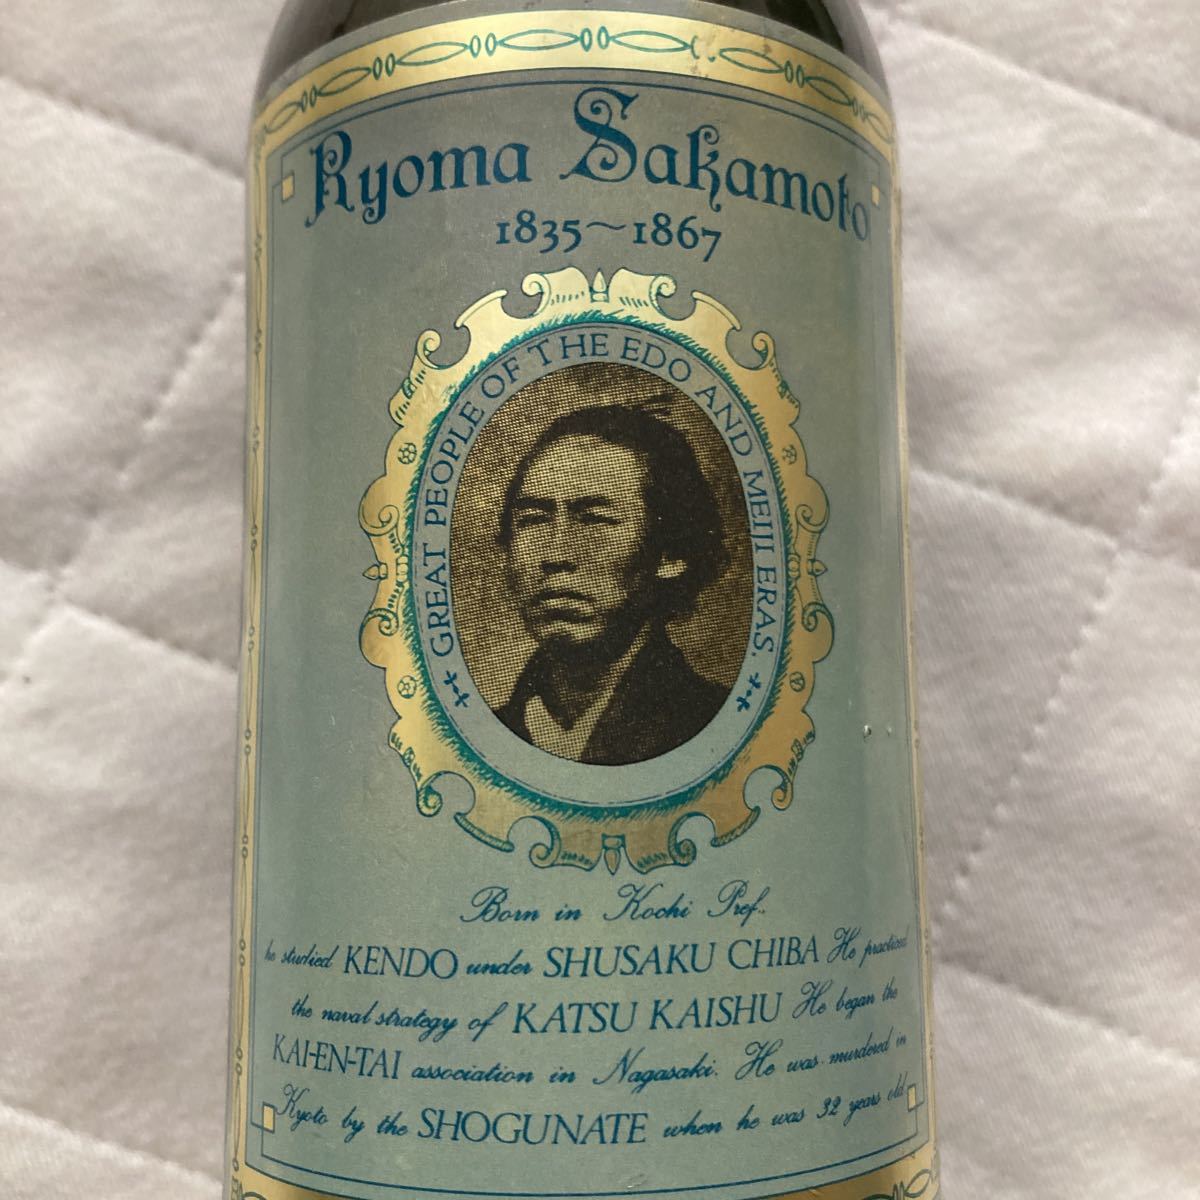 Ryoma Sakamoto
1835~1867
GREAT PEOPLE OF THE EDO AND MEIJI ERAS.
Born in Kochi Pref.
he studied KENDO under SHUSAKU CHIBA He practiced
the naval strategy of KATSU KAISHU He began the
KAI-EN-TAI association in Nagasaki. He was murdered in
Kyoto by the SHOGUNATE when he was 32 years old